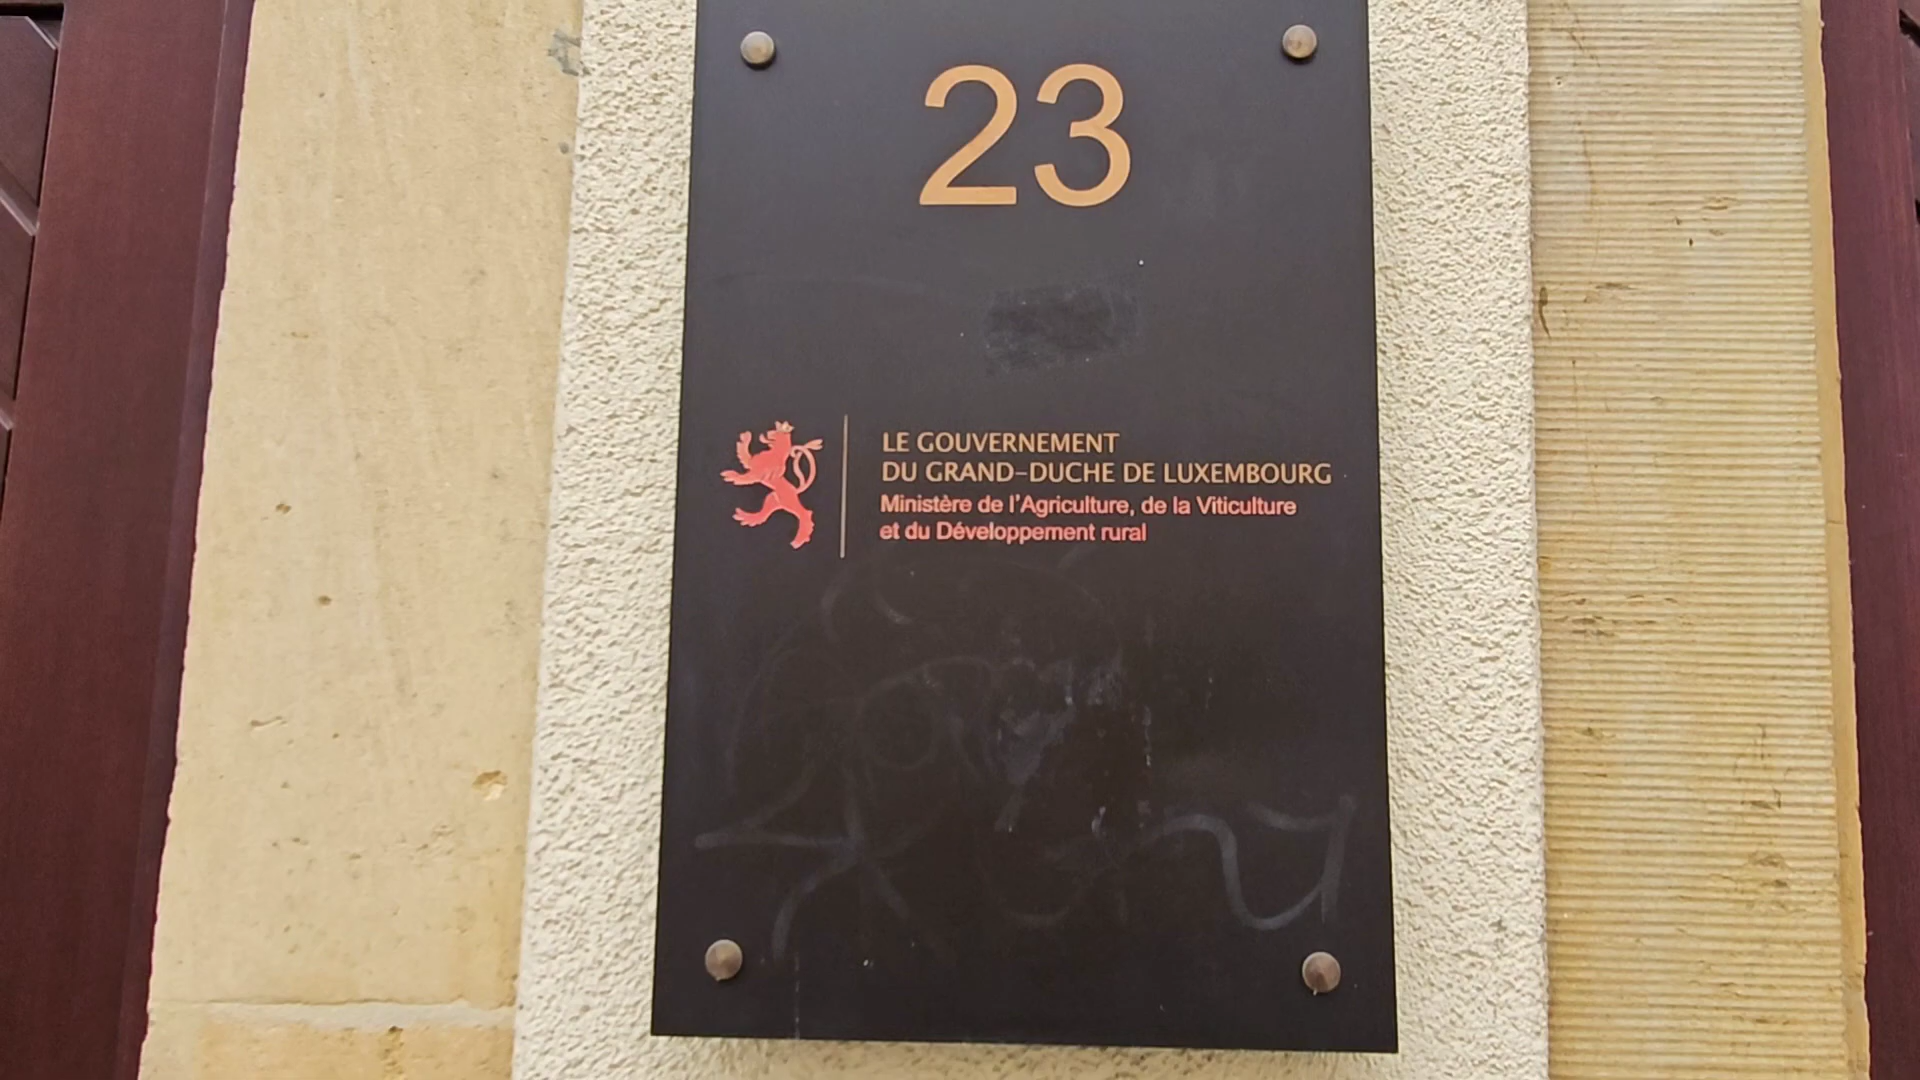 23
LE GOUVERNEMENT
DU GRAND-DUCHE DE LUXEMBOURG
Ministère de l'Agriculture, de la Viticulture
et du Développement rural